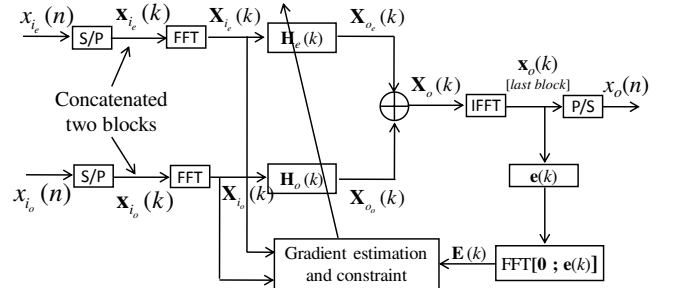 x_{i_e}(n)
S/P
x_{i_e}(k)
FFT
X_{i_e}(k)
H_e(k)
X_{o_e}(k)
Concatenated
two blocks
X_o(k)
IFFT
x_o(k)
[last block]
P/S
x_o(n)
x_{i_o}(n)
S/P
x_{i_o}(k)
FFT
X_{i_o}(k)
H_o(k)
X_{o_o}(k)
e(k)
Gradient estimation
and constraint
E(k)
FFT[0 ; e(k)]